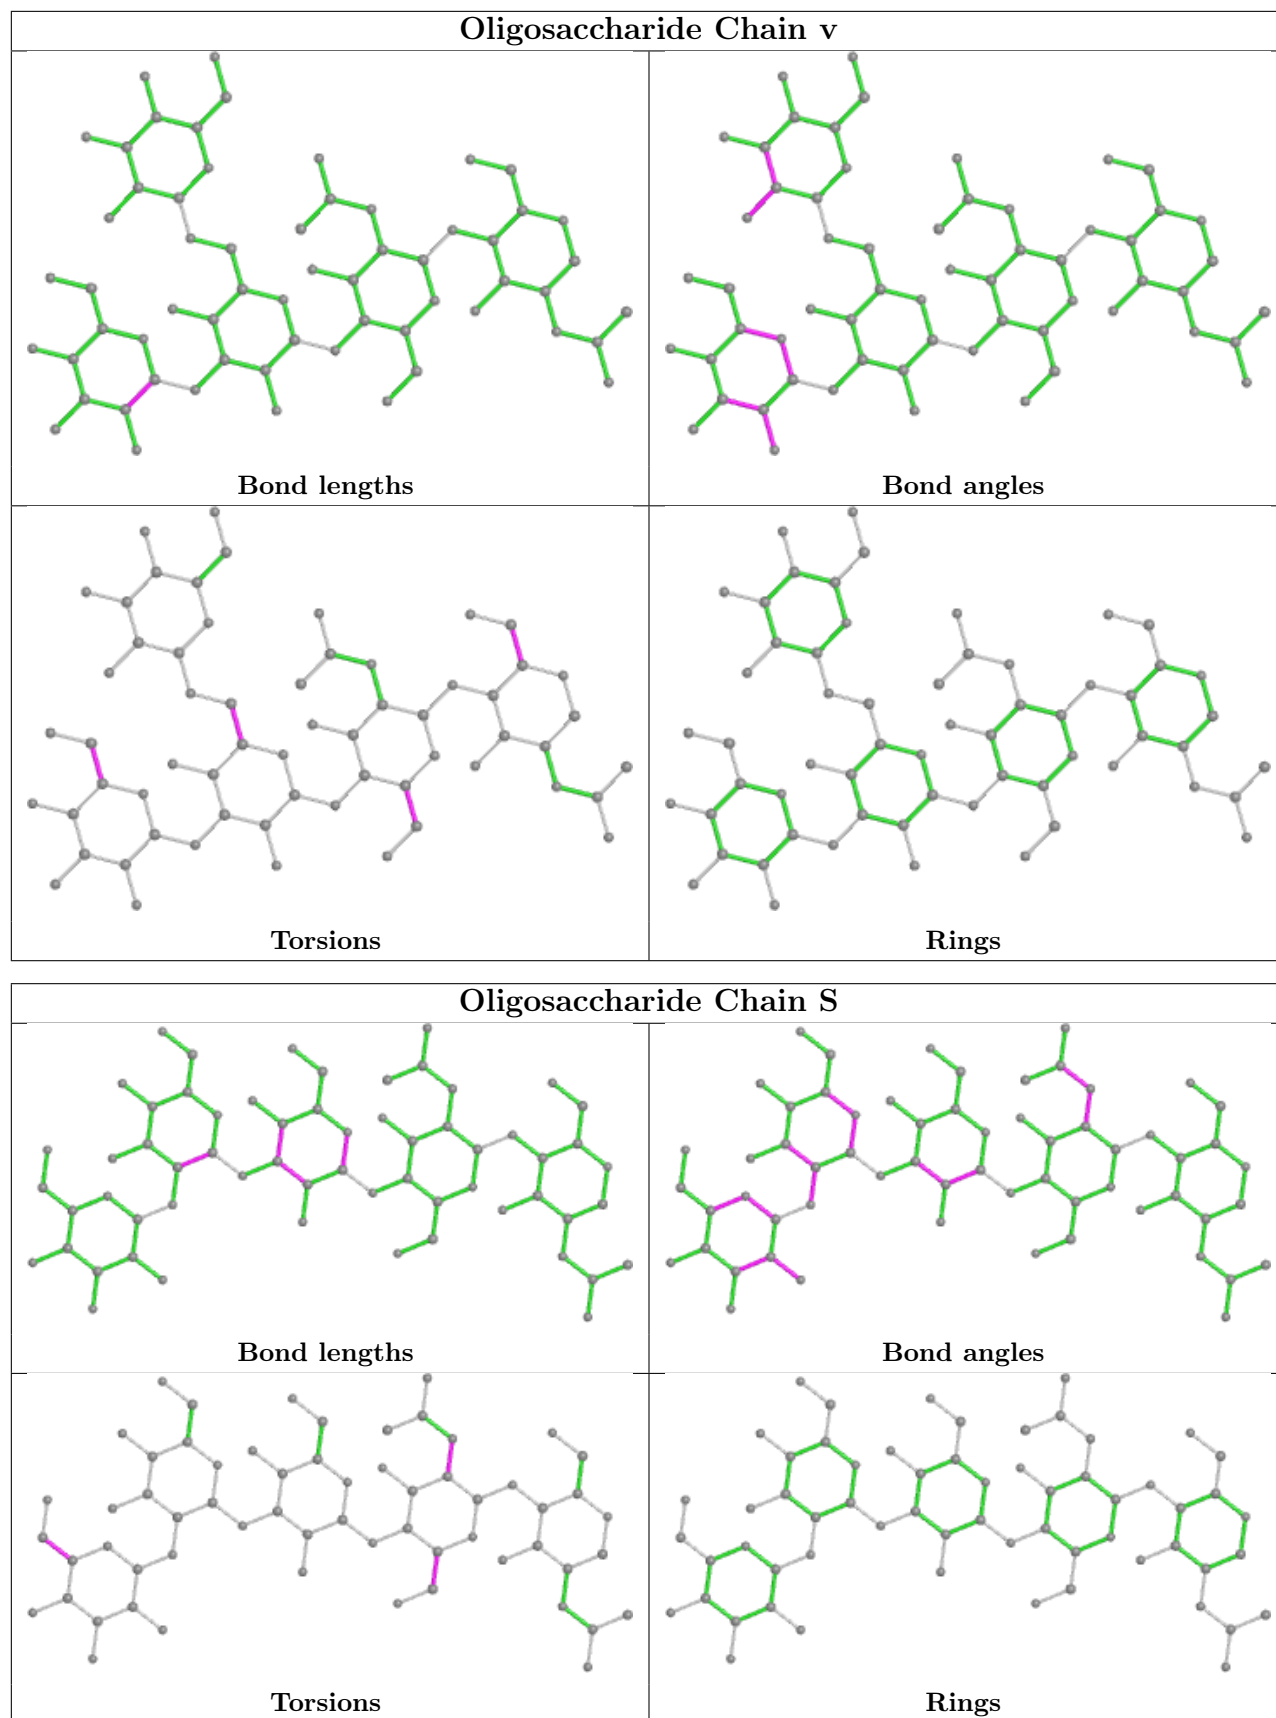 Oligosaccharide Chain v
Bond lengths
Bond angles
Torsions
Rings
Oligosaccharide Chain S
Bond lengths
Bond angles
Torsions
Rings